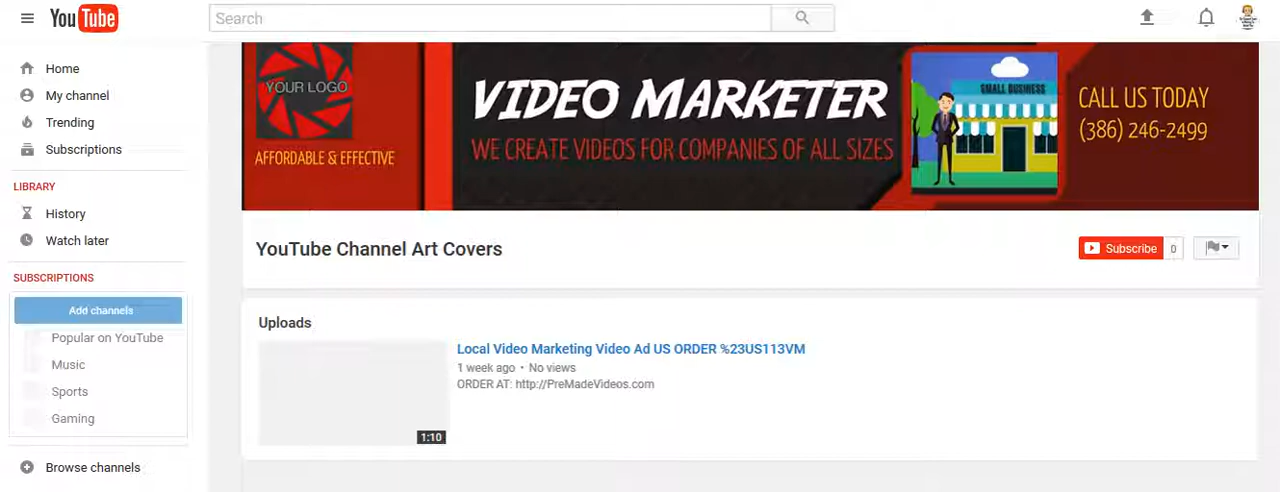 YouTube
Search
Home
My channel
Trending
Subscriptions
LIBRARY
History
Watch later
SUBSCRIPTIONS
Add channels
Popular on YouTube
Music
Sports
Gaming
Browse channels
YOUR LOGO
AFFORDABLE & EFFECTIVE
VIDEO MARKETER
WE CREATE VIDEOS FOR COMPANIES OF ALL SIZES
SMALL BUSINESS
CALL US TODAY
(386) 246-2499
YouTube Channel Art Covers
Subscribe 0
Uploads
1:10
Local Video Marketing Video Ad US ORDER %23US113VM
1 week ago • No views
ORDER AT: http://PreMadeVideos.com